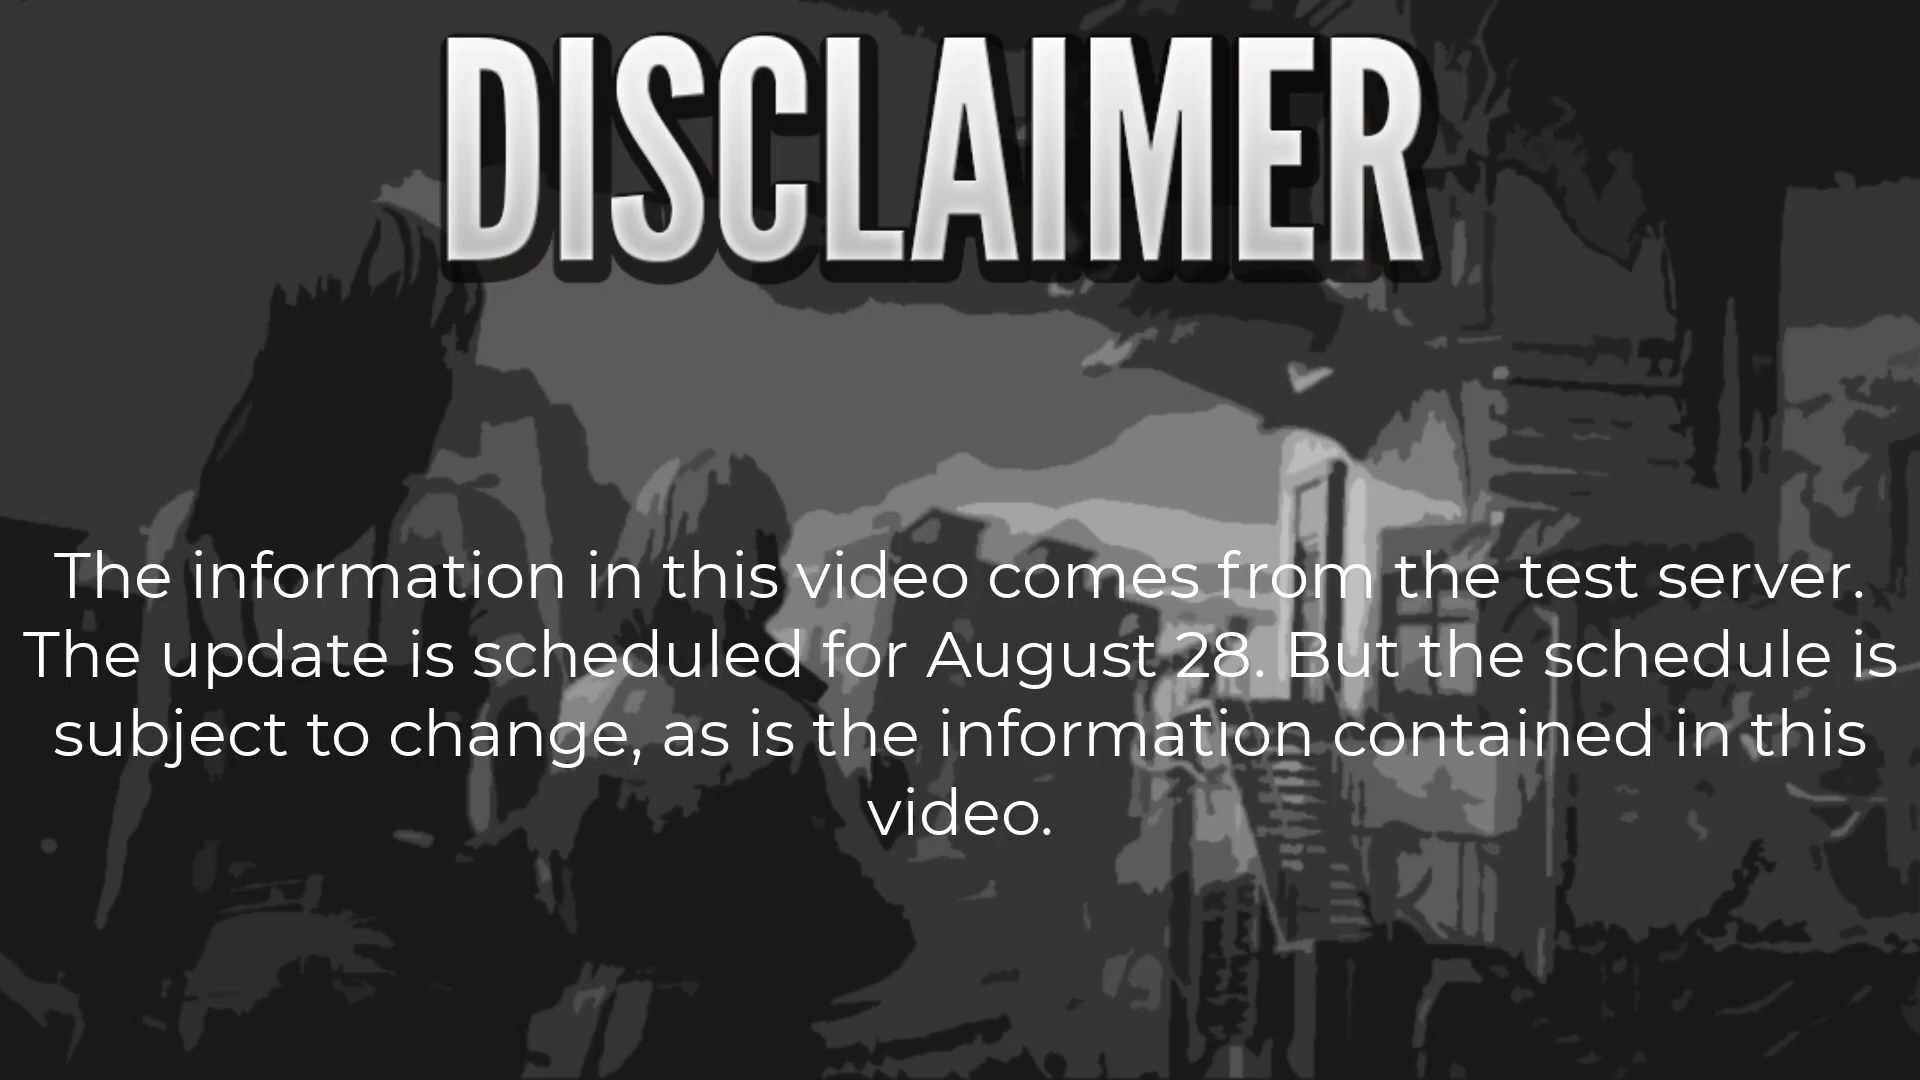 DISCLAIMER
The information in this video comes from the test server.
The update is scheduled for August 28. But the schedule is
subject to change, as is the information contained in this
video.